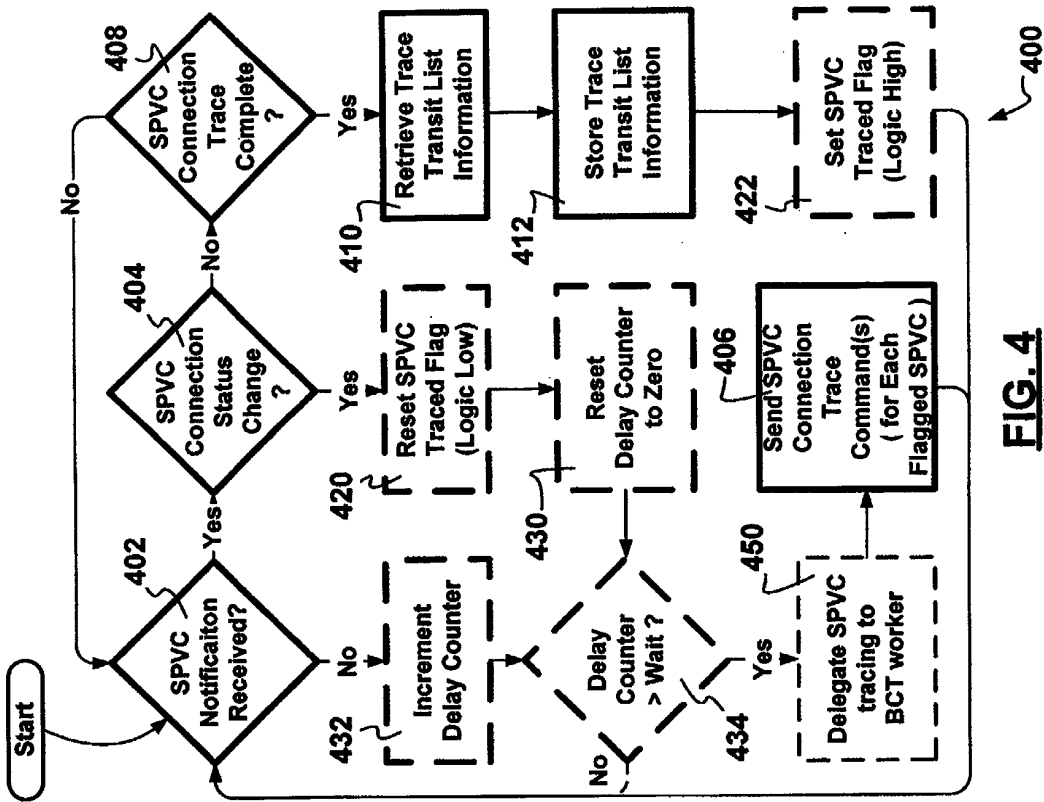 Start
402
SPVC
Notificaiton
Received?
Yes
No
404
SPVC
Connection
Status
Change
?
No
Yes
408
SPVC
Connection
Trace
Complete
?
No
Yes
432
Increment
Delay Counter
420
Reset SPVC
Traced Flag
(Logic Low)
410
Retrieve Trace
Transit List
Information
434
Delay
Counter
> Wait ?
No
Yes
430
Reset
Delay Counter
to Zero
412
Store Trace
Transit List
Information
450
Delegate SPVC
tracing to
BCT worker
406
Send SPVC
Connection
Trace
Command(s)
( for Each
Flagged SPVC )
422
Set SPVC
Traced Flag
(Logic High)
400
FIG. 4